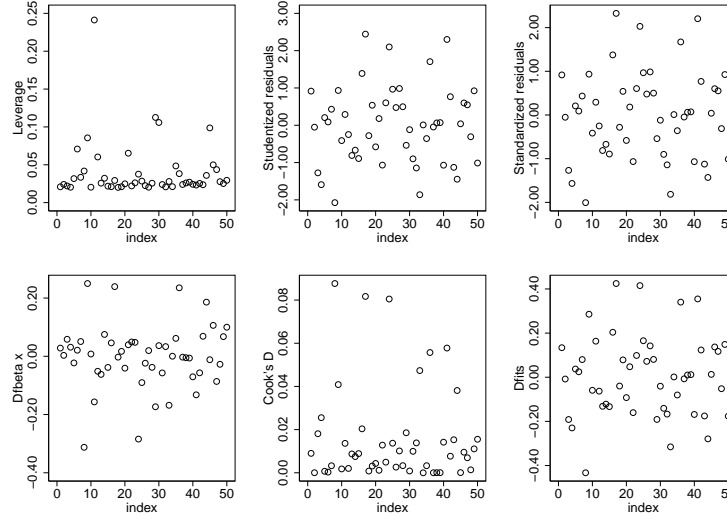 0.25
0.20
0.15
0.10
0.05
0.00
Leverage
0 10 20 30 40 50
index
3.00
2.00
1.00
0.00
−1.00
−2.00
Studentized residuals
0 10 20 30 40 50
index
2.00
1.00
0.00
−1.00
−2.00
Standardized residuals
0 10 20 30 40 50
index
0.20
0.00
−0.20
−0.40
Dfbeta x
0 10 20 30 40 50
index
0.08
0.06
0.04
0.02
0.00
Cook's D
0 10 20 30 40 50
index
0.40
0.20
0.00
−0.20
−0.40
Dfits
0 10 20 30 40 50
index